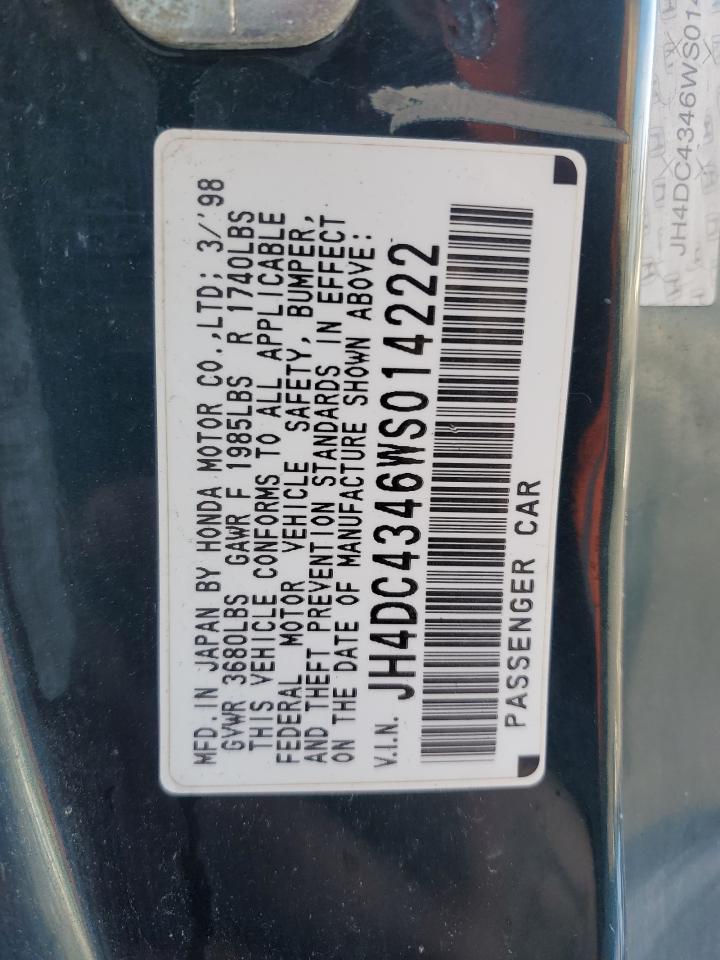 MFD. IN JAPAN BY HONDA MOTOR CO.,LTD; 3/'98
GVWR 3680LBS GAWR F 1985LBS R 1740LBS
THIS VEHICLE CONFORMS TO ALL APPLICABLE
FEDERAL MOTOR VEHICLE SAFETY, BUMPER,
AND THEFT PREVENTION STANDARDS IN EFFECT
ON THE DATE OF MANUFACTURE SHOWN ABOVE:
V.I.N. JH4DC4346WS014222
PASSENGER CAR
JH4DC4346WS014